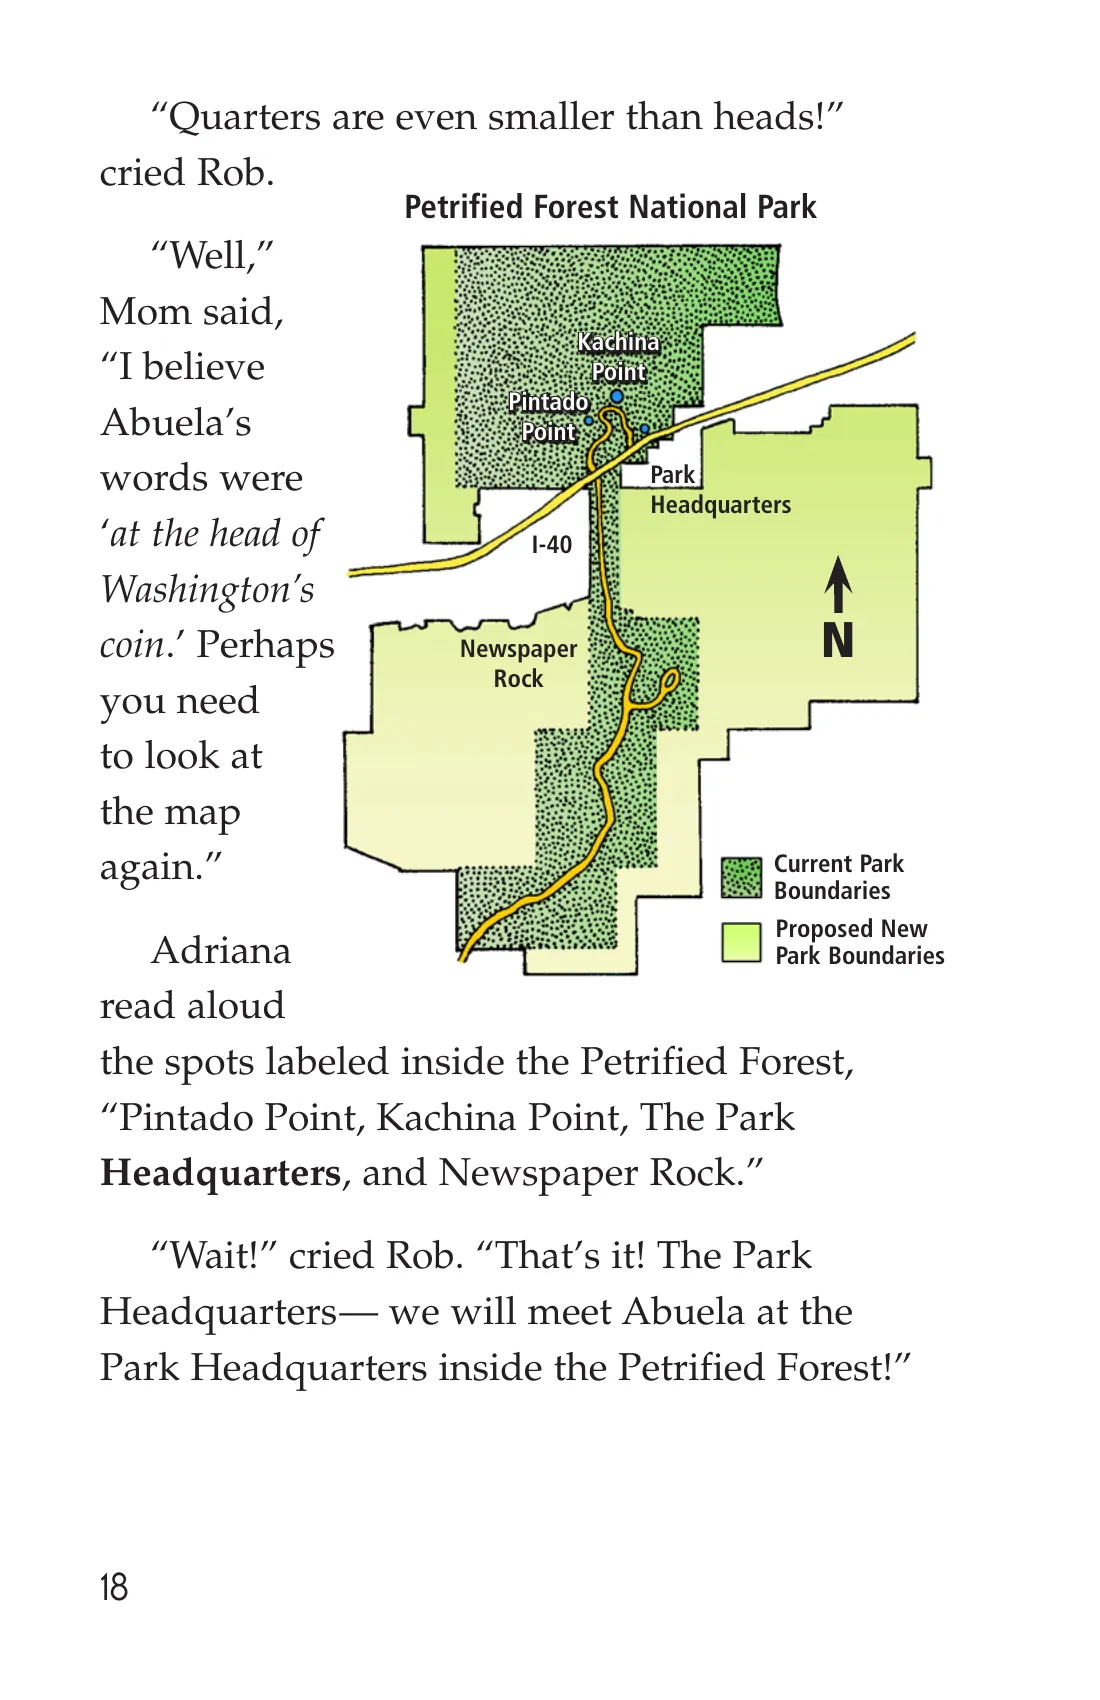 “Quarters are even smaller than heads!”
cried Rob.
“Well,”
Mom said,
“I believe
Abuela’s
words were
‘at the head of
Washington’s
coin.’ Perhaps
you need
to look at
the map
again.”
Petrified Forest National Park
Kachina
Point
Pintado
Point
Park
Headquarters
I-40
N
Newspaper
Rock
Current Park
Boundaries
Proposed New
Park Boundaries
Adriana
read aloud
the spots labeled inside the Petrified Forest,
“Pintado Point, Kachina Point, The Park
Headquarters, and Newspaper Rock.”
“Wait!” cried Rob. “That’s it! The Park
Headquarters— we will meet Abuela at the
Park Headquarters inside the Petrified Forest!”
18